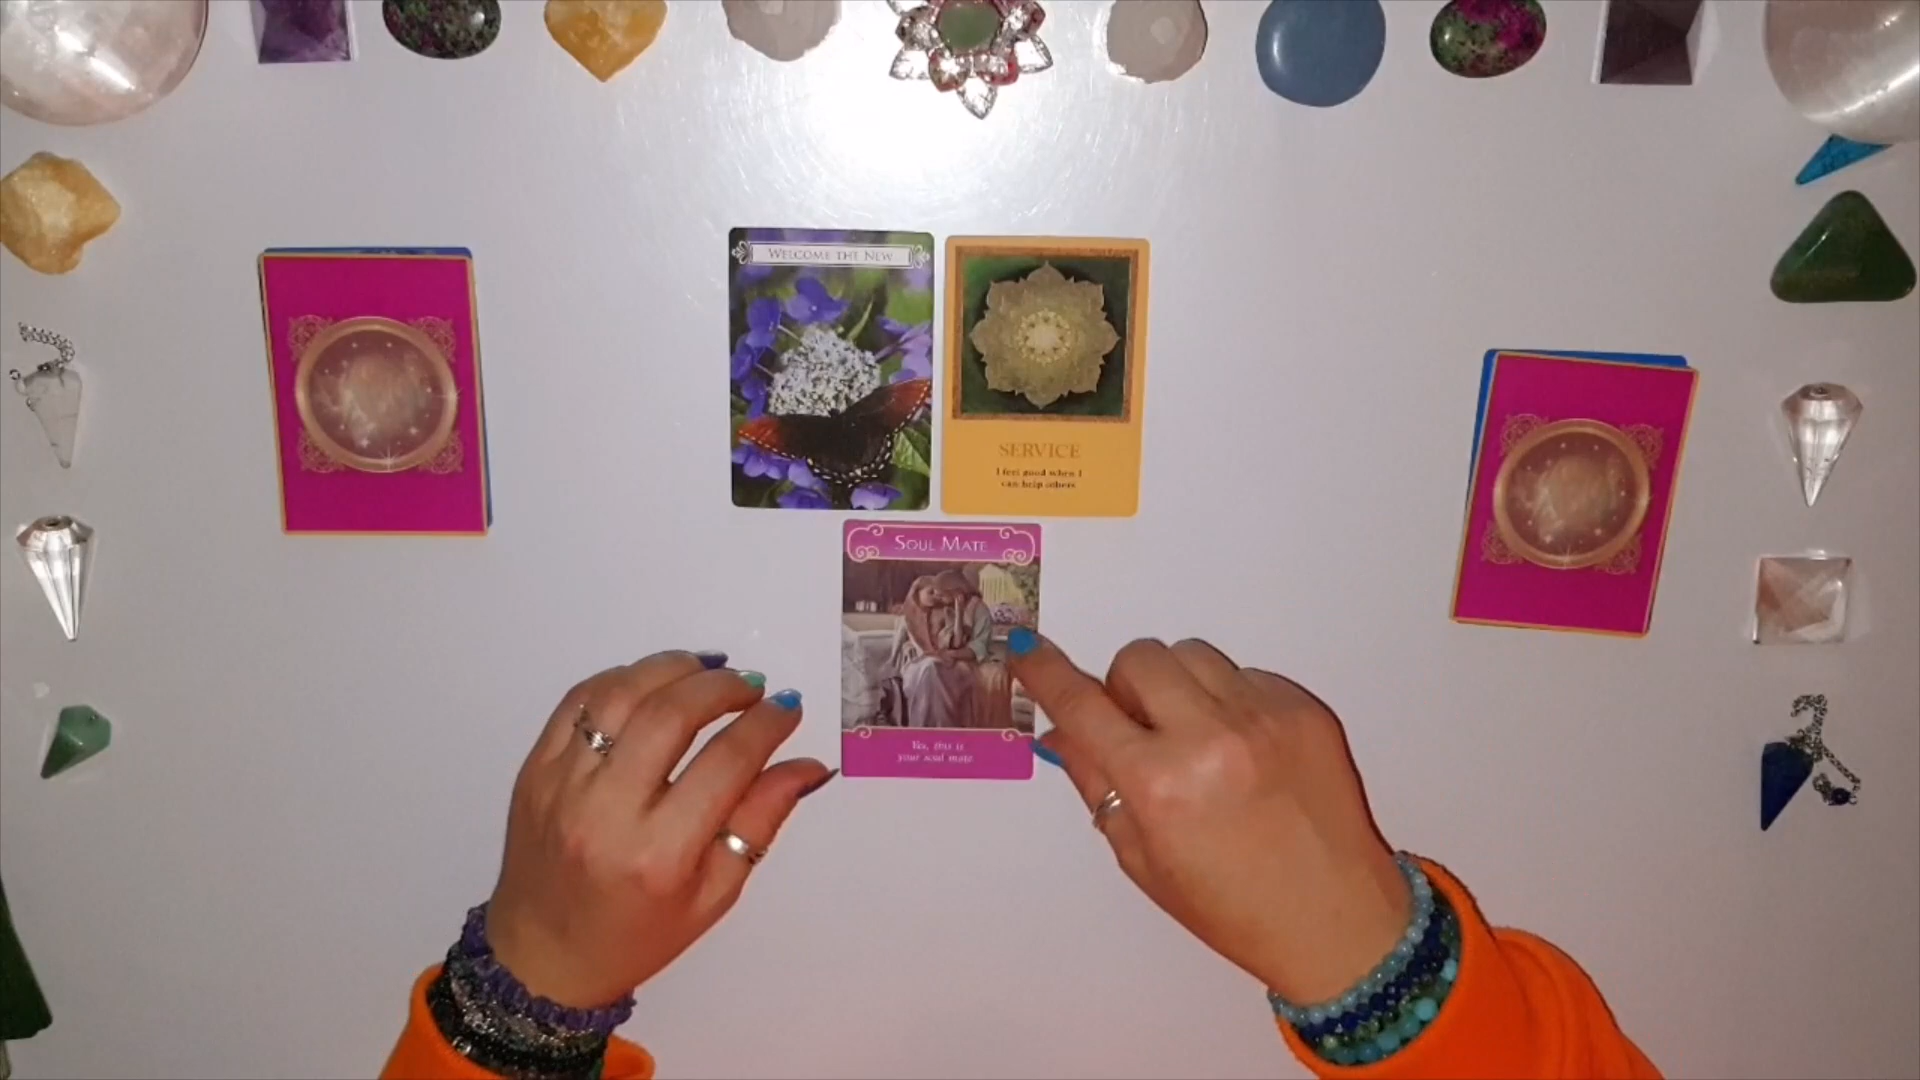 WELCOME THE NEW
SERVICE
I feel good when I
can help others
SOUL MATE
Yes, this is
your soul mate